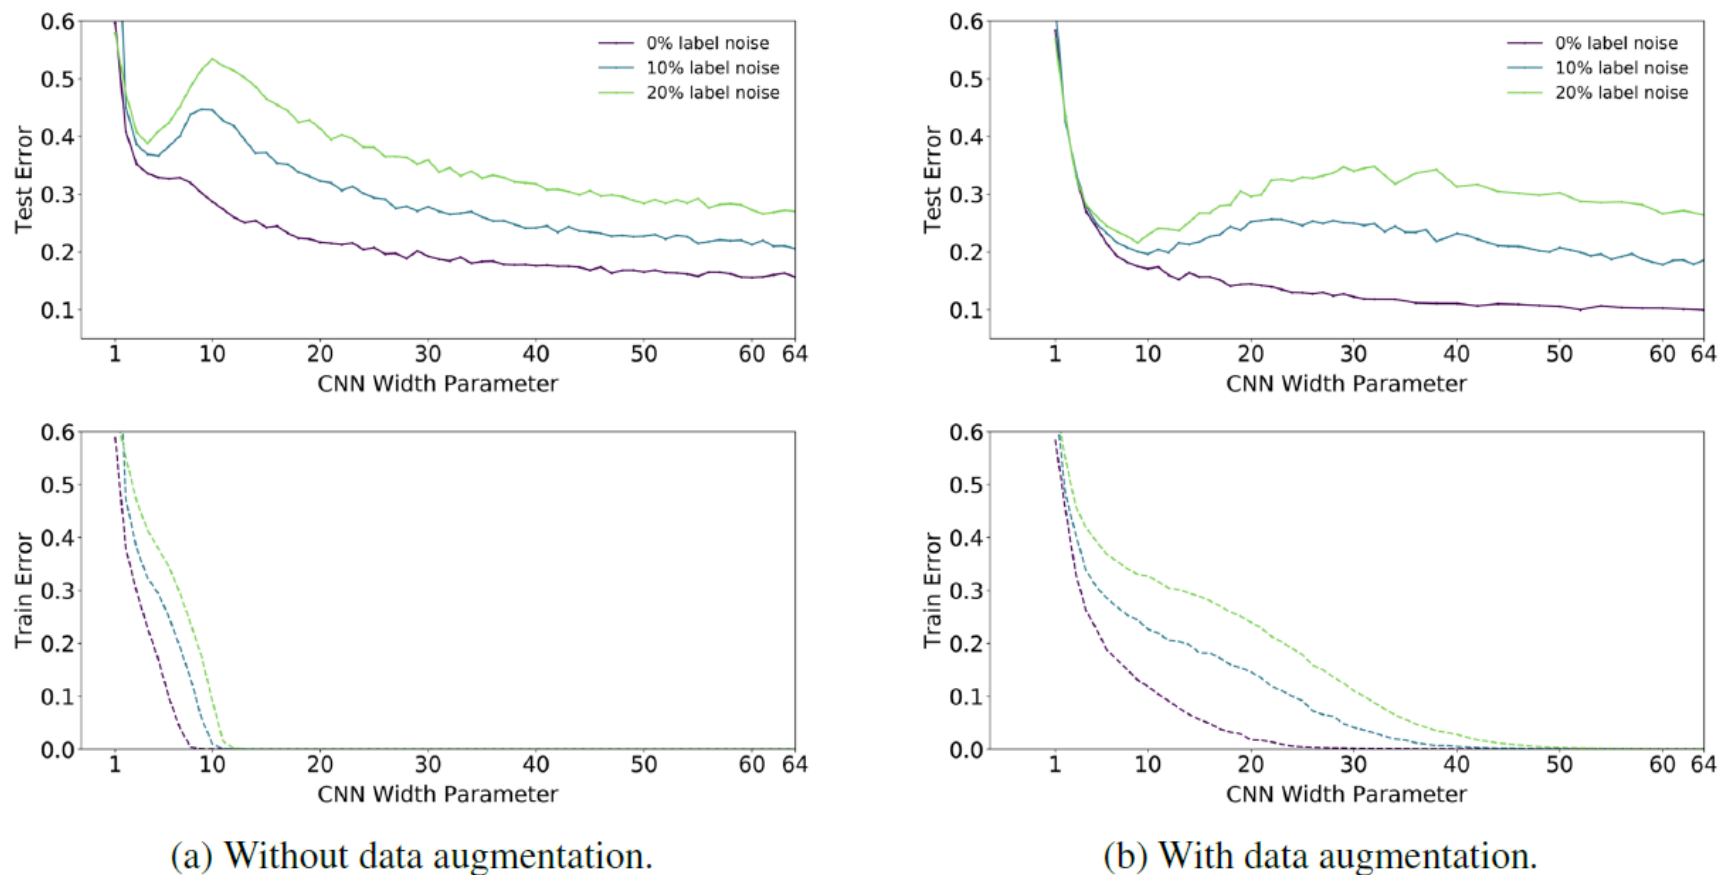 0.6
0.5
0.4
0.3
0.2
0.1
Test Error
0% label noise
10% label noise
20% label noise
1 10 20 30 40 50 60 64
CNN Width Parameter
0.6
0.5
0.4
0.3
0.2
0.1
0.0
Train Error
1 10 20 30 40 50 60 64
CNN Width Parameter
(a) Without data augmentation.
0.6
0.5
0.4
0.3
0.2
0.1
Test Error
0% label noise
10% label noise
20% label noise
1 10 20 30 40 50 60 64
CNN Width Parameter
0.6
0.5
0.4
0.3
0.2
0.1
0.0
Train Error
1 10 20 30 40 50 60 64
CNN Width Parameter
(b) With data augmentation.